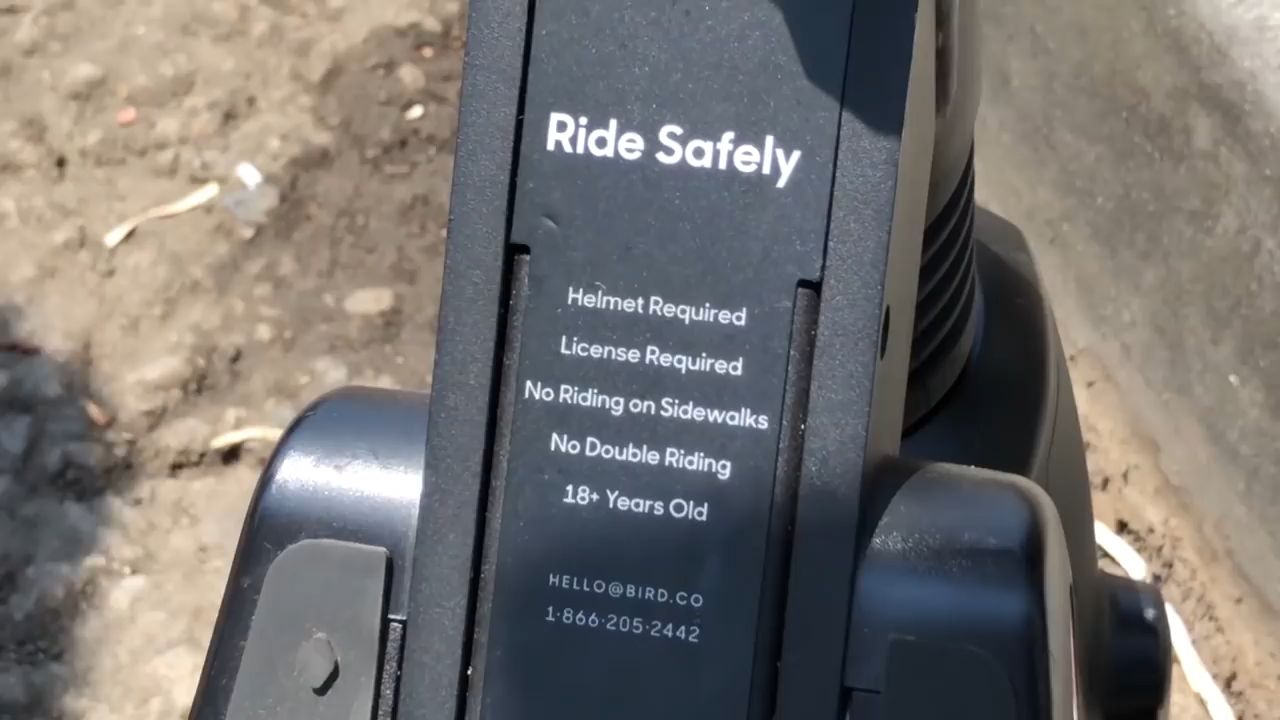 Ride Safely
Helmet Required
License Required
No Riding on Sidewalks
No Double Riding
18+ Years Old
HELLO@BIRD.CO
1·866·205·2442